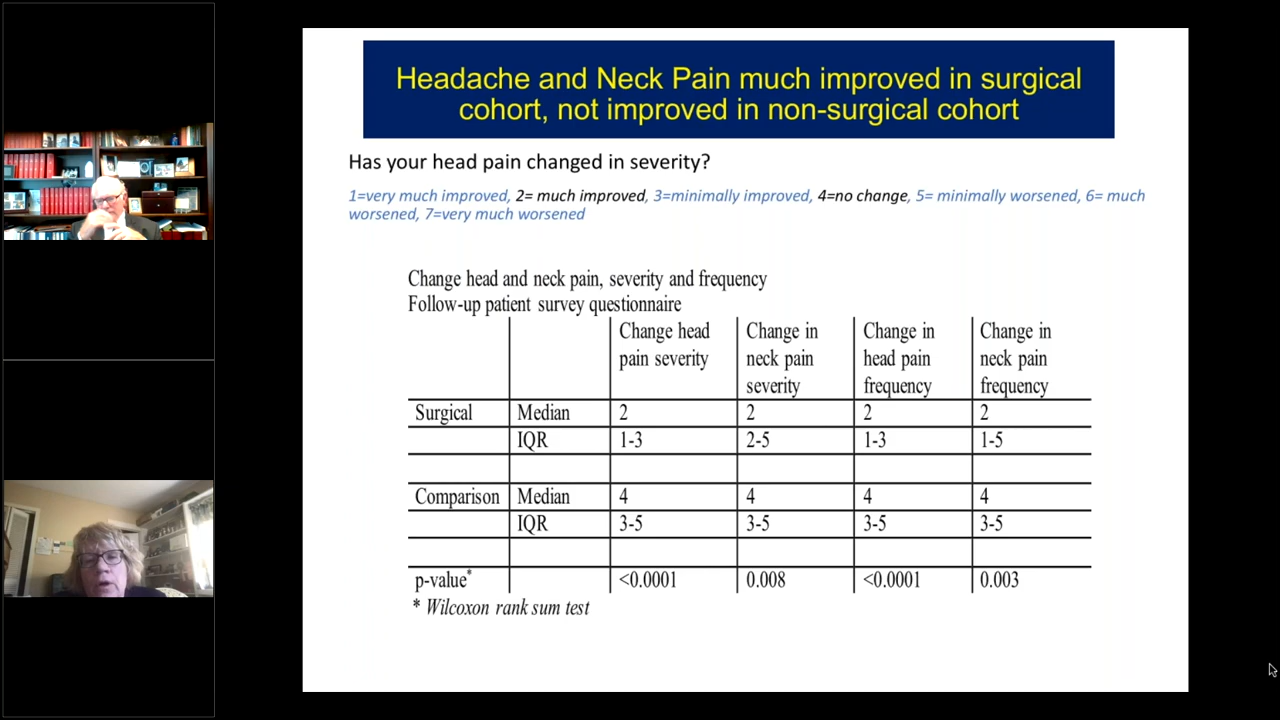 Headache and Neck Pain much improved in surgical
cohort, not improved in non-surgical cohort
Has your head pain changed in severity?
1=very much improved, 2= much improved, 3=minimally improved, 4=no change, 5= minimally worsened, 6= much
worsened, 7=very much worsened
Change head and neck pain, severity and frequency
Follow-up patient survey questionnaire
Change head pain severity Change in neck pain severity Change in head pain frequency Change in neck pain frequency
Surgical Median 2 2 2 2
IQR 1-3 2-5 1-3 1-5
Comparison Median 4 4 4 4
IQR 3-5 3-5 3-5 3-5
p-value* <0.0001 0.008 <0.0001 0.003
* Wilcoxon rank sum test